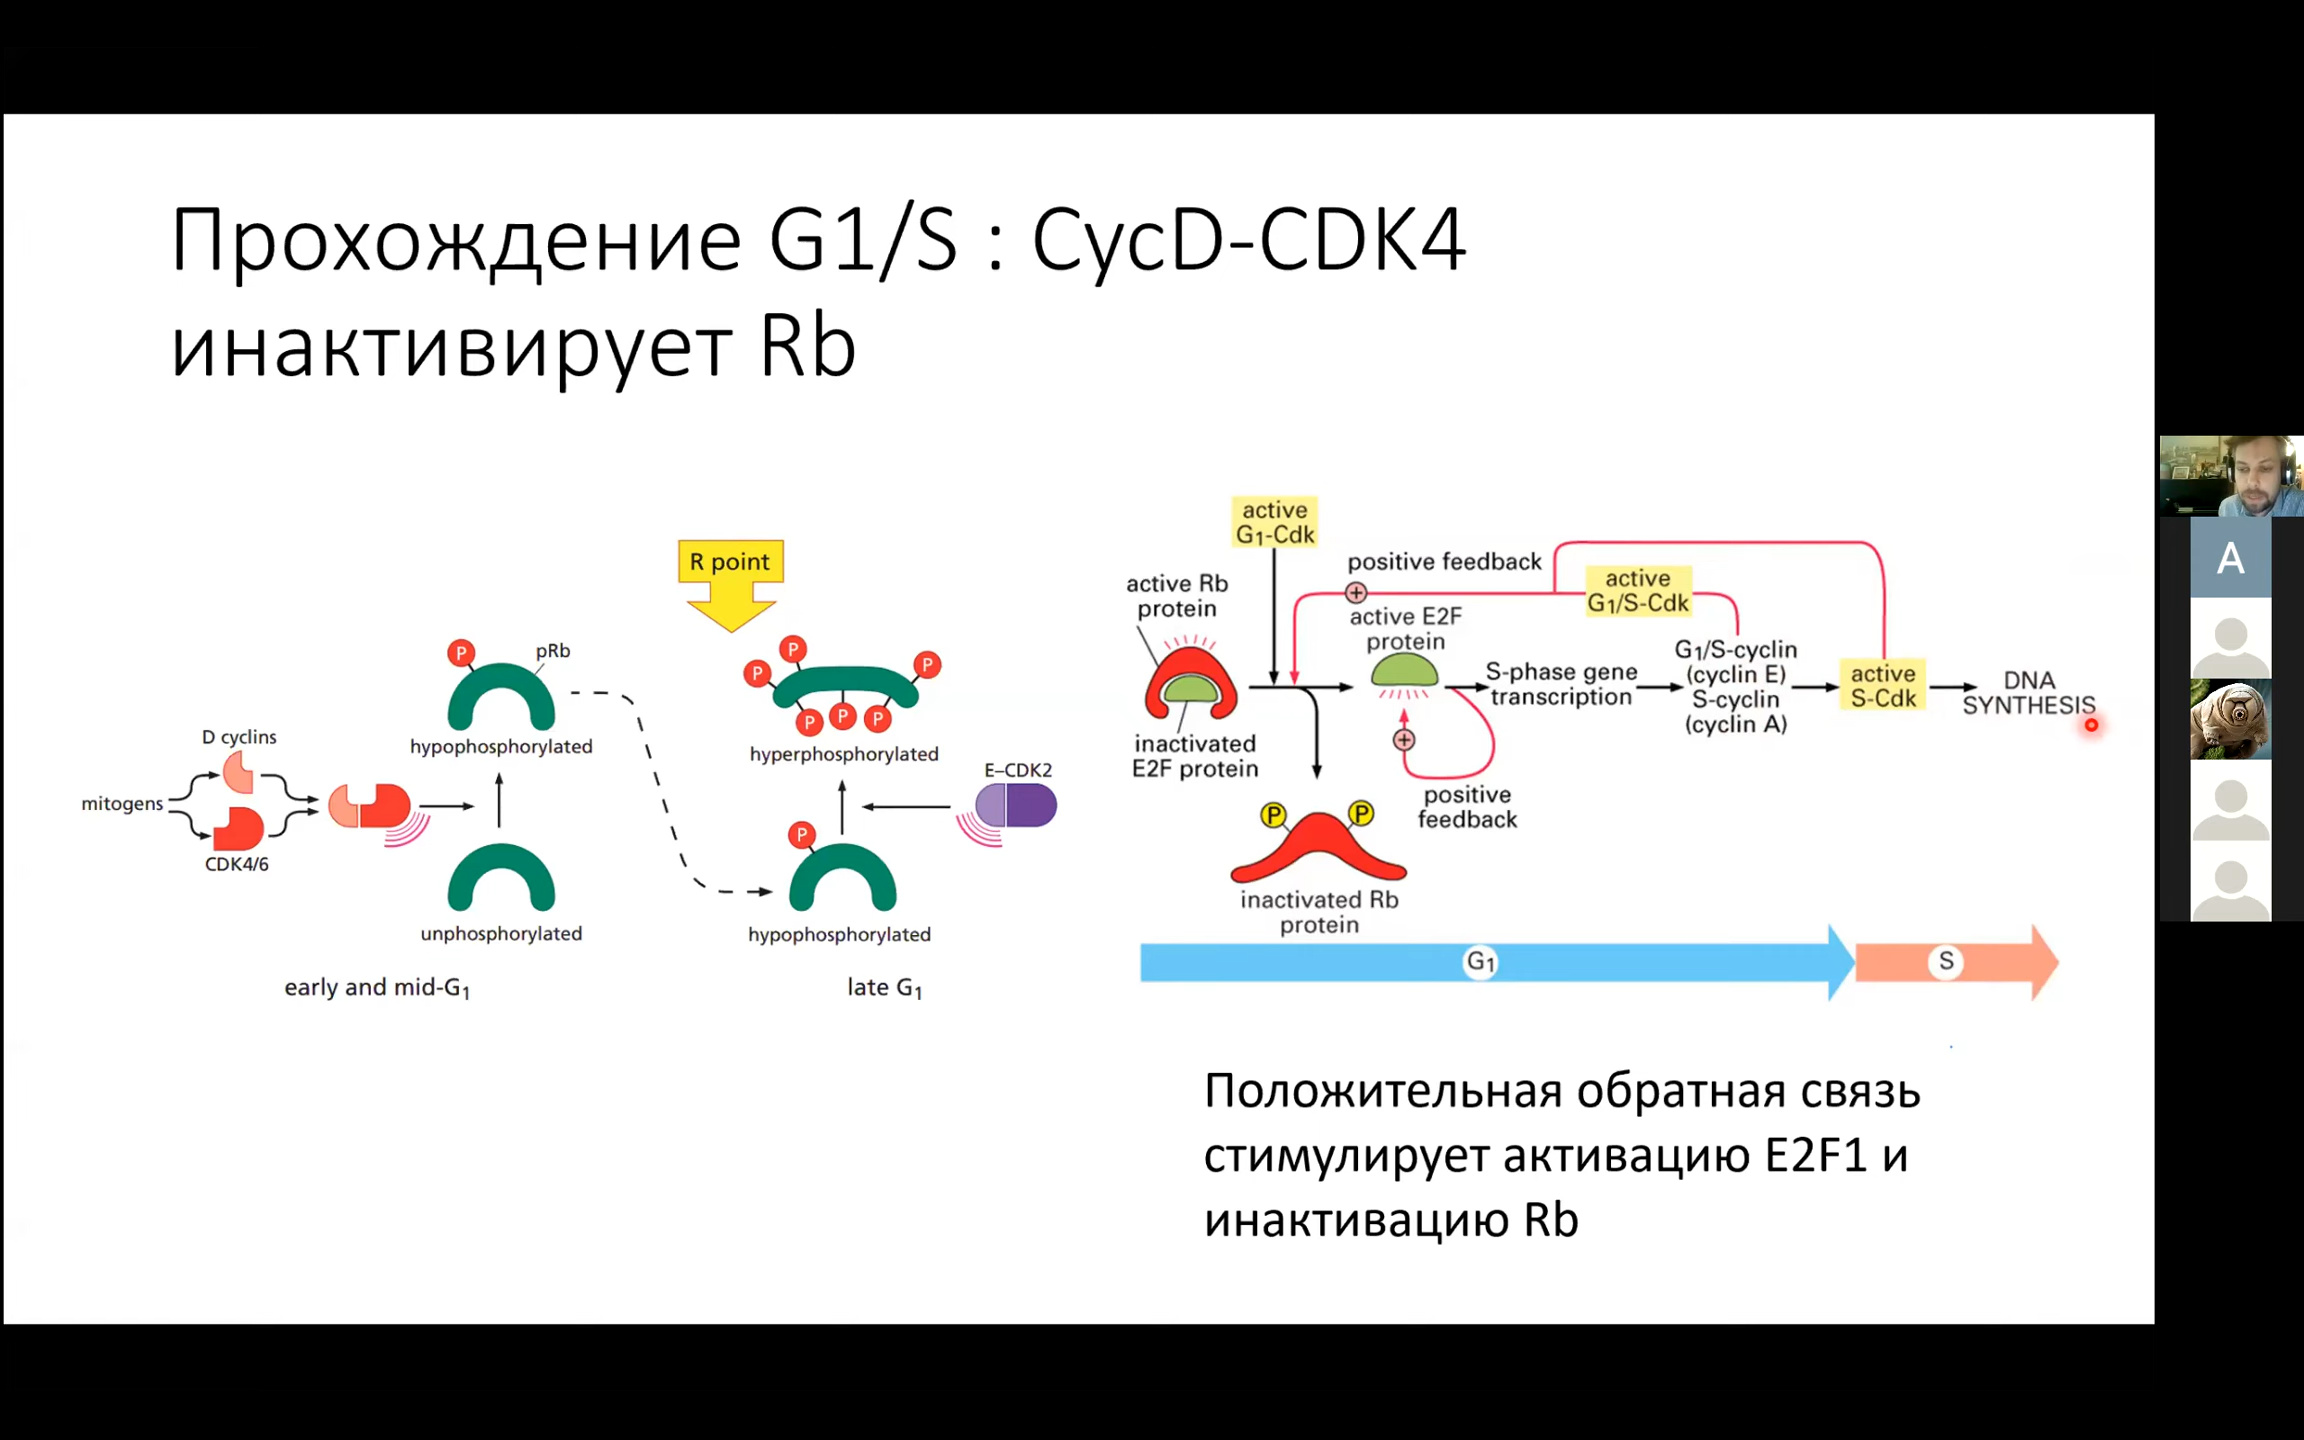 Прохождение G1/S : CycD-CDK4
инактивирует Rb
R point
P
pRb
hypophosphorylated
D cyclins
mitogens
CDK4/6
unphosphorylated
early and mid-G1
P
P
P
P
P
P
hyperphosphorylated
E–CDK2
P
hypophosphorylated
late G1
active
G1-Cdk
positive feedback
active
G1/S-Cdk
active Rb
protein
+
active E2F
protein
inactivated
E2F protein
S-phase gene
transcription
G1/S-cyclin
(cyclin E)
S-cyclin
(cyclin A)
active
S-Cdk
DNA
SYNTHESIS
+
positive
feedback
P
P
inactivated Rb
protein
G1
S
Положительная обратная связь
стимулирует активацию E2F1 и
инактивацию Rb
A